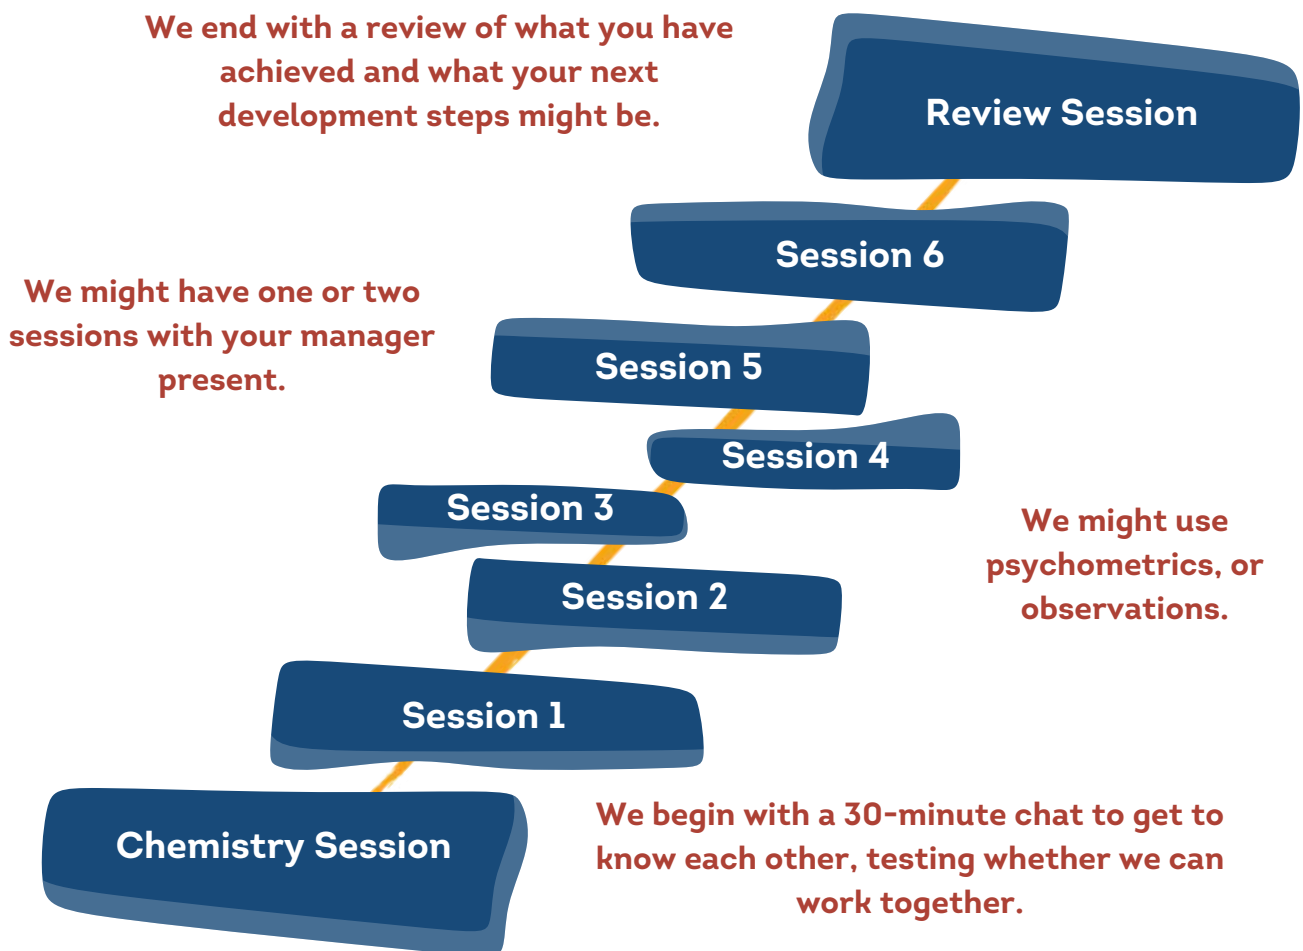 We end with a review of what you have
achieved and what your next
development steps might be.
Review Session
Session 6
We might have one or two
sessions with your manager
present.
Session 5
Session 4
Session 3
We might use
psychometrics, or
observations.
Session 2
Session 1
Chemistry Session
We begin with a 30-minute chat to get to
know each other, testing whether we can
work together.